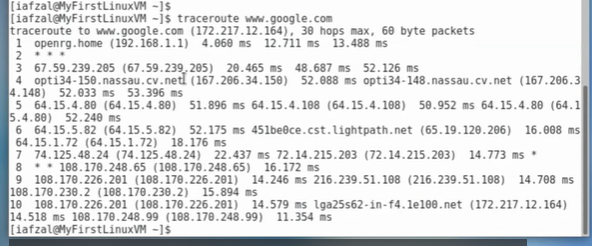 [iafzal@MyFirstLinuxVM ~]$
[iafzal@MyFirstLinuxVM ~]$ traceroute www.google.com
traceroute to www.google.com (172.217.12.164), 30 hops max, 60 byte packets
1 openrg.home (192.168.1.1) 4.060 ms 12.711 ms 13.488 ms
2 * * *
3 67.59.239.205 (67.59.239.205) 20.465 ms 48.687 ms 52.126 ms
4 opti34-150.nassau.cv.net (167.206.34.150) 52.088 ms opti34-148.nassau.cv.net (167.206.3
4.148) 52.033 ms 53.396 ms
5 64.15.4.80 (64.15.4.80) 51.896 ms 64.15.4.108 (64.15.4.108) 50.952 ms 64.15.4.80 (64.1
5.4.80) 52.240 ms
6 64.15.5.82 (64.15.5.82) 52.175 ms 451be0ce.cst.lightpath.net (65.19.120.206) 16.008 ms
64.15.1.72 (64.15.1.72) 18.176 ms
7 74.125.48.24 (74.125.48.24) 22.437 ms 72.14.215.203 (72.14.215.203) 14.773 ms *
8 * * 108.170.248.65 (108.170.248.65) 16.172 ms
9 108.170.226.201 (108.170.226.201) 14.246 ms 216.239.51.108 (216.239.51.108) 14.708 ms
108.170.230.2 (108.170.230.2) 15.894 ms
10 108.170.226.201 (108.170.226.201) 14.579 ms lga25s62-in-f4.1e100.net (172.217.12.164)
14.518 ms 108.170.248.99 (108.170.248.99) 11.354 ms
[iafzal@MyFirstLinuxVM ~]$